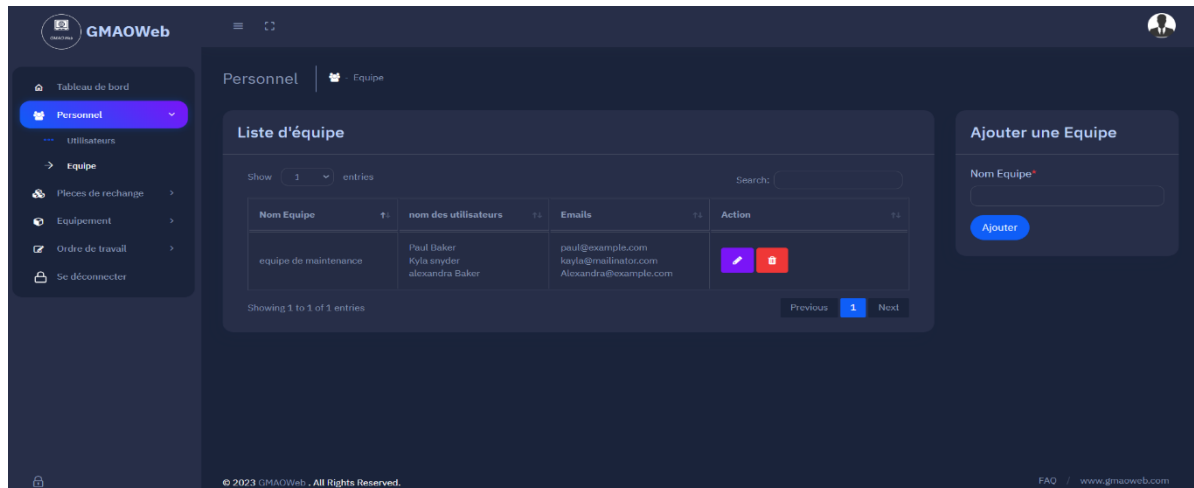 GMAOWeb
Tableau de bord
Personnel
Utilisateurs
Equipe
Pieces de rechange
Equipement
Ordre de travail
Se déconnecter
Personnel
- Equipe
Liste d'équipe
Show 1 entries
Search:
Nom Equipe nom des utilisateurs Emails Action
equipe de maintenance
Paul Baker
Kyla snyder
alexandra Baker
paul@example.com
kayla@mailinator.com
Alexandra@example.com
Showing 1 to 1 of 1 entries
Previous 1 Next
Ajouter une Equipe
Nom Equipe*
Ajouter
© 2023 GMAOWeb . All Rights Reserved.
FAQ / www.gmaoweb.com